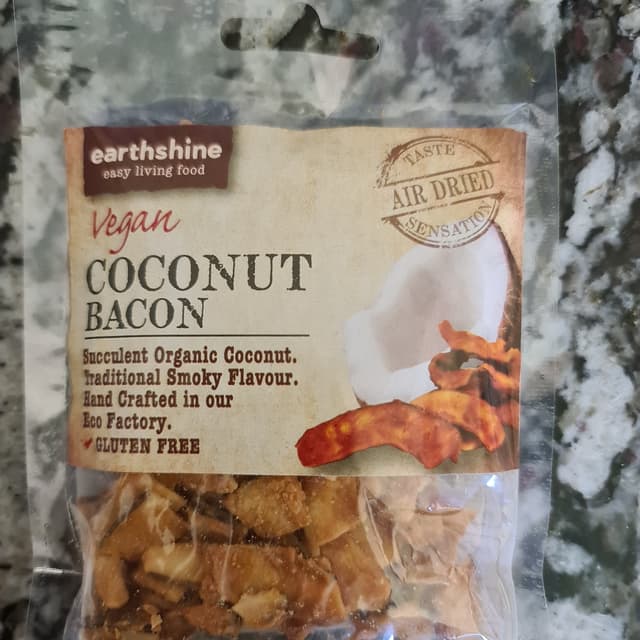 earthshine
easy living food
TASTE
AIR DRIED
SENSATION
Vegan
COCONUT
BACON
Succulent Organic Coconut.
Traditional Smoky Flavour.
Hand Crafted in our
Eco Factory.
GLUTEN FREE